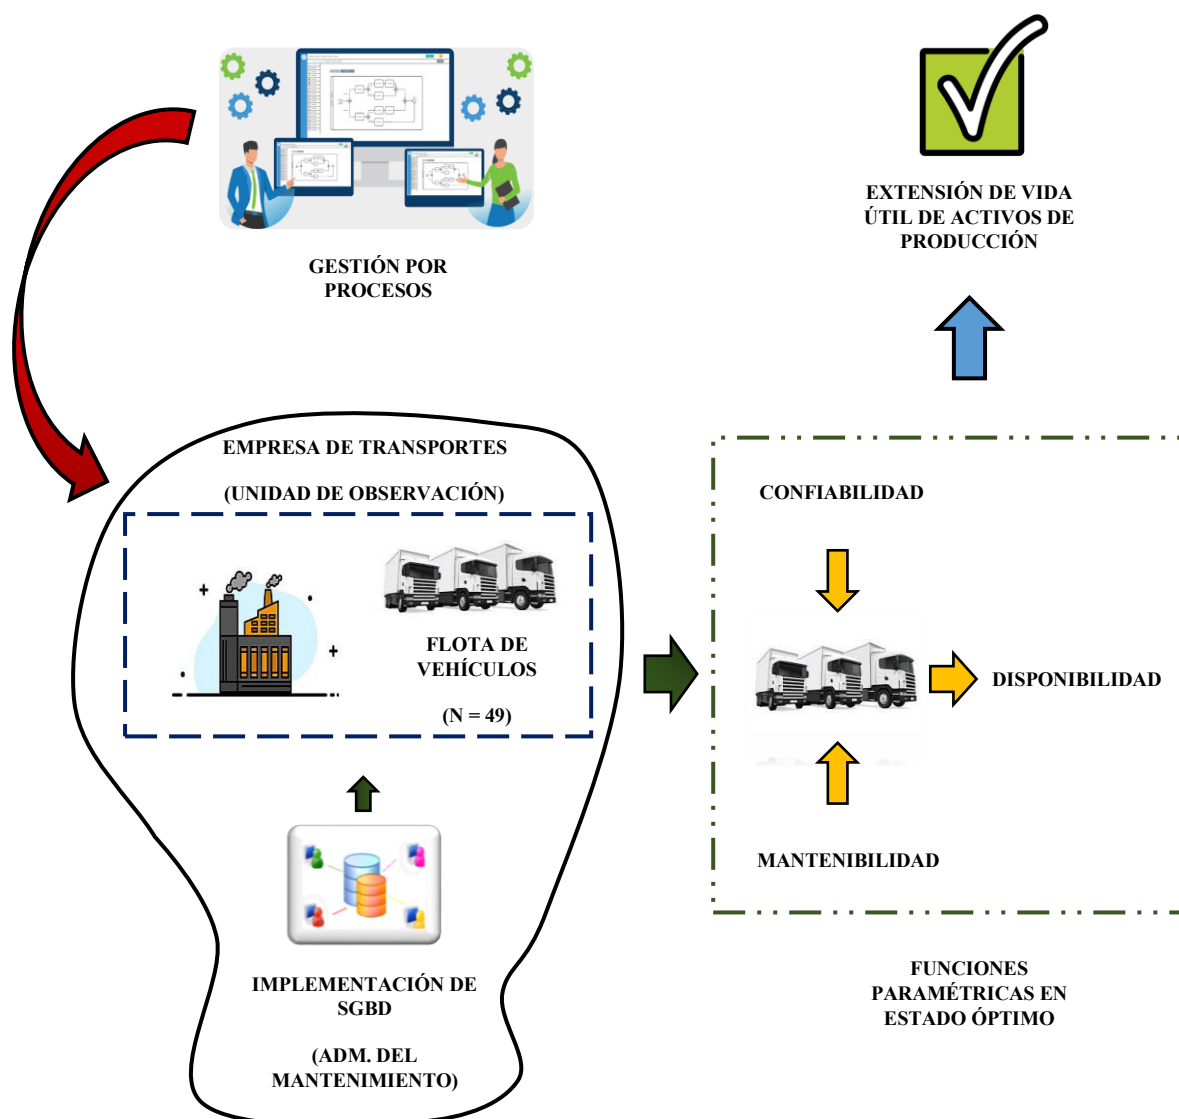 GESTIÓN POR
PROCESOS
EXTENSIÓN DE VIDA
ÚTIL DE ACTIVOS DE
PRODUCCIÓN
EMPRESA DE TRANSPORTES
(UNIDAD DE OBSERVACIÓN)
FLOTA DE
VEHÍCULOS
(N = 49)
IMPLEMENTACIÓN DE
SGBD
(ADM. DEL
MANTENIMIENTO)
CONFIABILIDAD
DISPONIBILIDAD
MANTENIBILIDAD
FUNCIONES
PARAMÉTRICAS EN
ESTADO ÓPTIMO